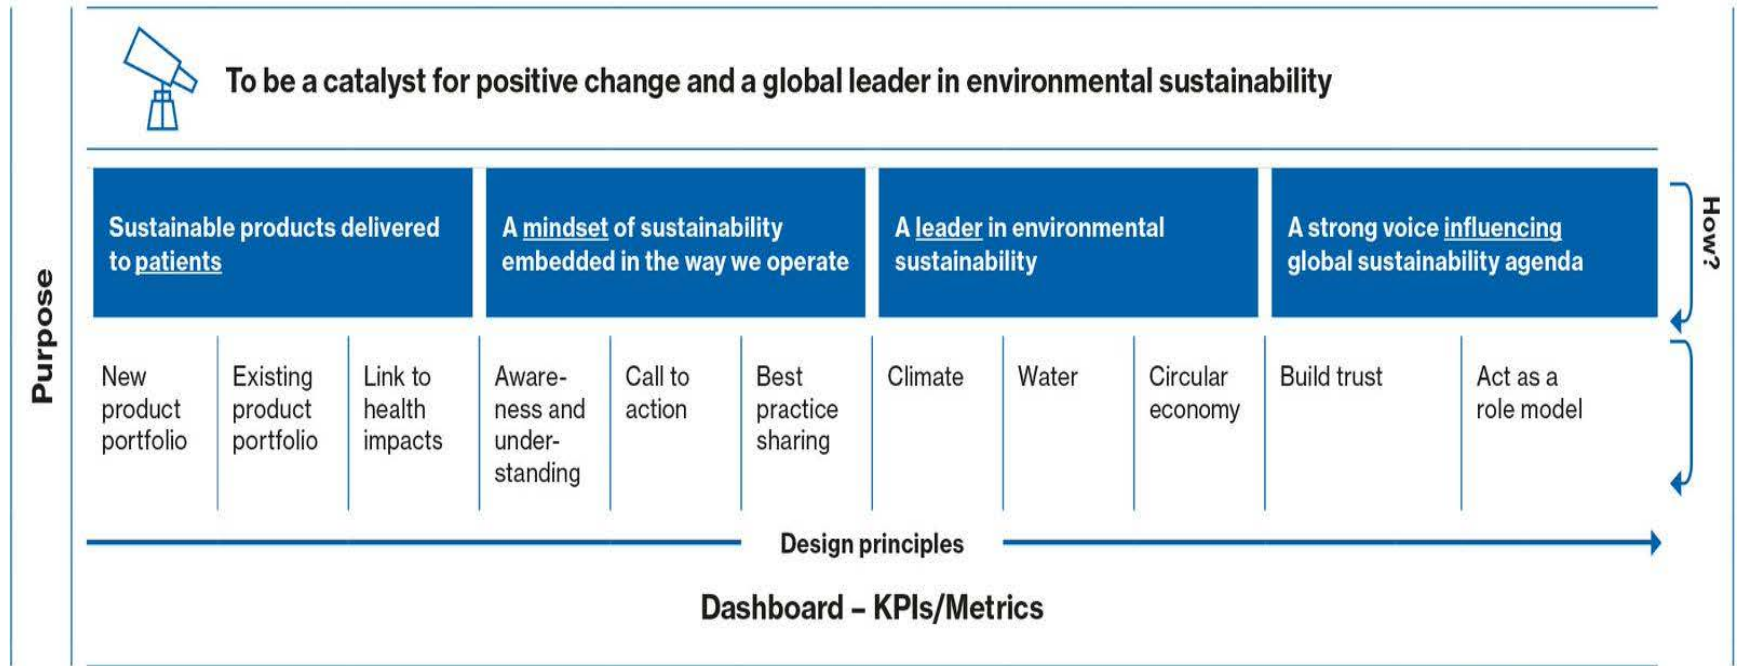 To be a catalyst for positive change and a global leader in environmental sustainability
Purpose
How?
Sustainable products delivered
to patients
A mindset of sustainability
embedded in the way we operate
A leader in environmental
sustainability
A strong voice influencing
global sustainability agenda
New
product
portfolio
Existing
product
portfolio
Link to
health
impacts
Aware-
ness and
under-
standing
Call to
action
Best
practice
sharing
Climate
Water
Circular
economy
Build trust
Act as a
role model
Design principles
Dashboard – KPIs/Metrics